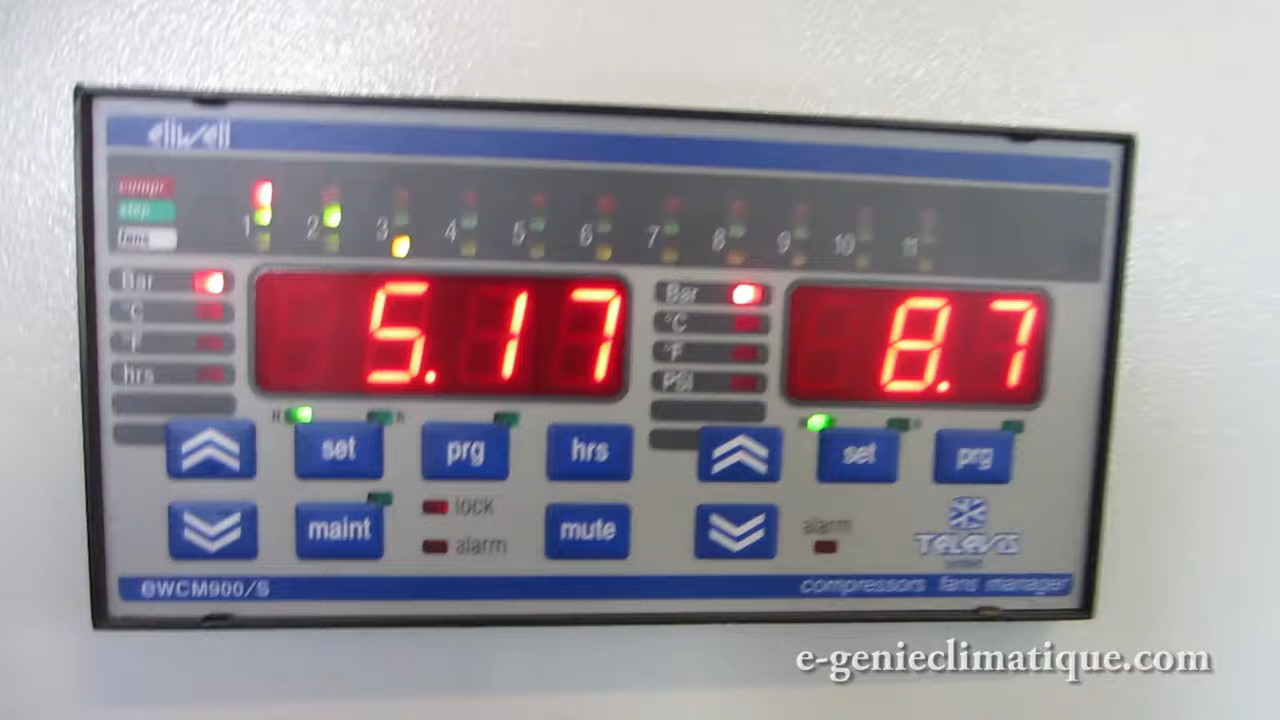 eliwell
compr.
step
fans
1 2 3 4 5 6 7 8 9 10 11
Bar
°C
°F
hrs
5.17
Bar
°C
°F
PSI
8.7
set prg hrs
set prg
maint
lock
alarm
mute
alarm
TelevIS
system
EWCM900/S
compressors fans manager
e-genieclimatique.com